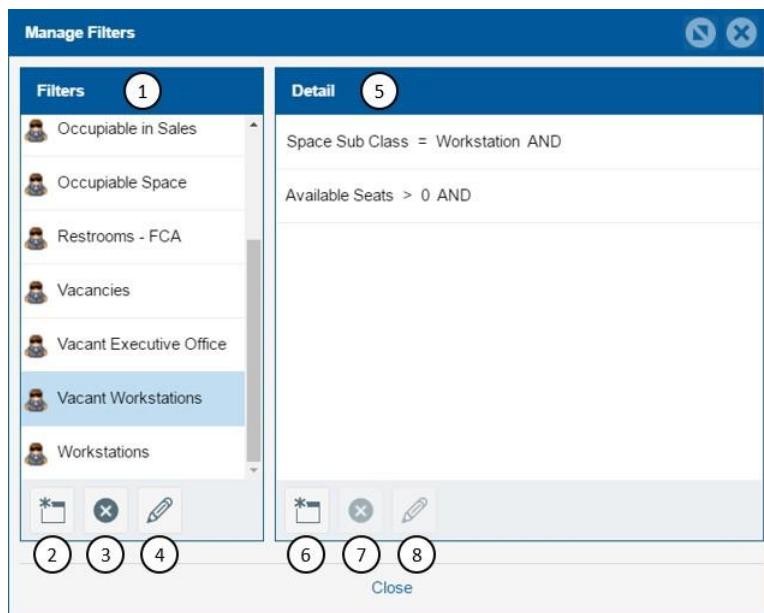 Manage Filters
Filters 1
Detail 5
Occupiable in Sales
Occupiable Space
Restrooms - FCA
Vacancies
Vacant Executive Office
Vacant Workstations
Workstations
Space Sub Class = Workstation AND
Available Seats > 0 AND
2 3 4
6 7 8
Close